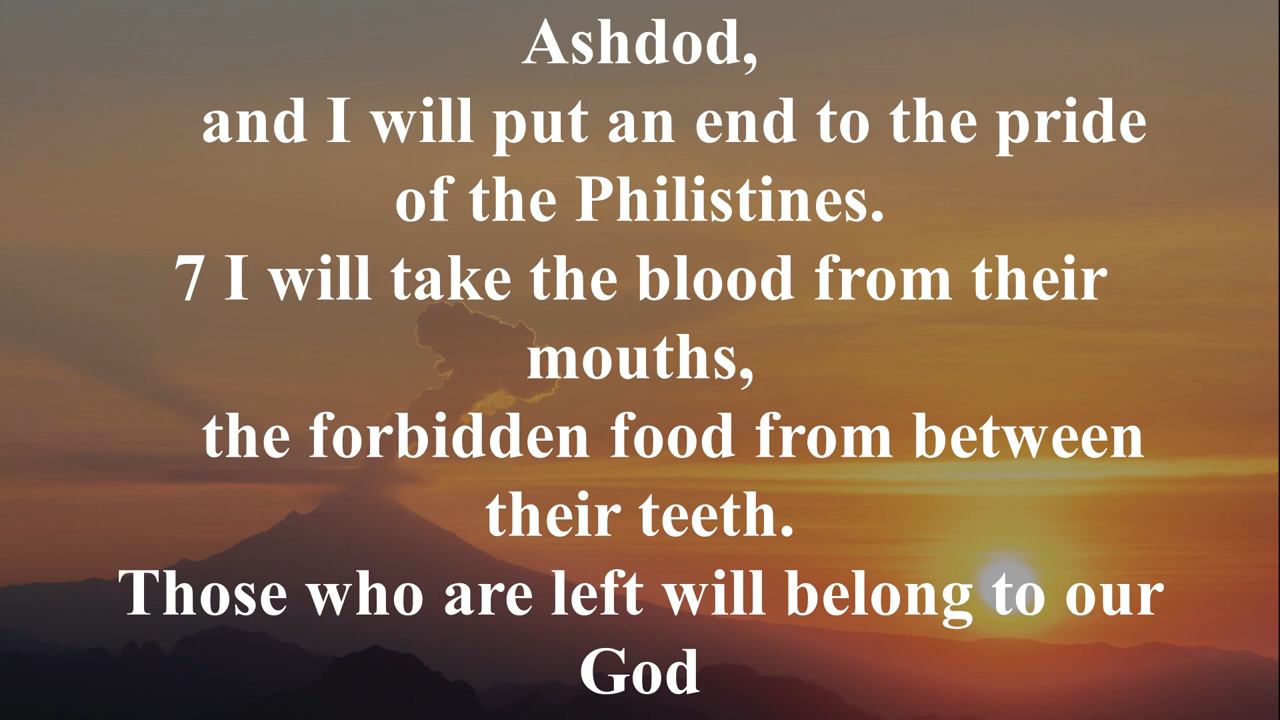 Ashdod,
and I will put an end to the pride
of the Philistines.
7 I will take the blood from their
mouths,
the forbidden food from between
their teeth.
Those who are left will belong to our
God